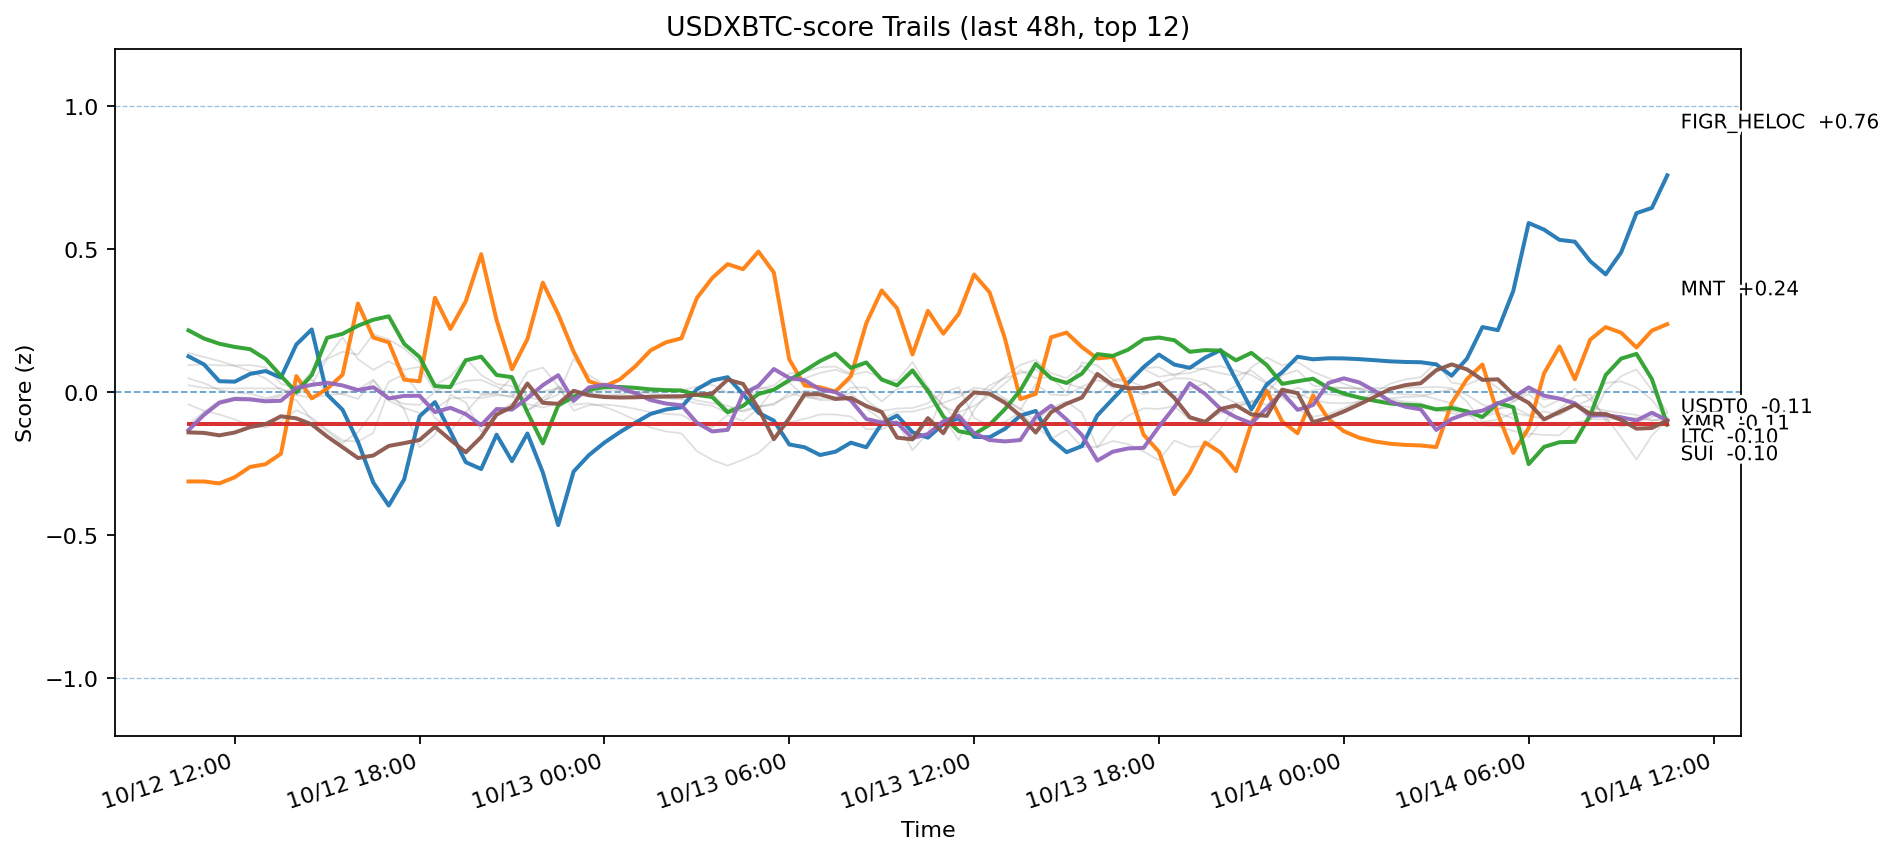 USDXBTC-score Trails (last 48h, top 12)
Score (z)
1.0
0.5
0.0
−0.5
−1.0
FIGR_HELOC +0.76
MNT +0.24
USDT0 -0.11
XMR -0.11
LTC -0.10
SUI -0.10
10/12 12:00
10/12 18:00
10/13 00:00
10/13 06:00
10/13 12:00
10/13 18:00
10/14 00:00
10/14 06:00
10/14 12:00
Time